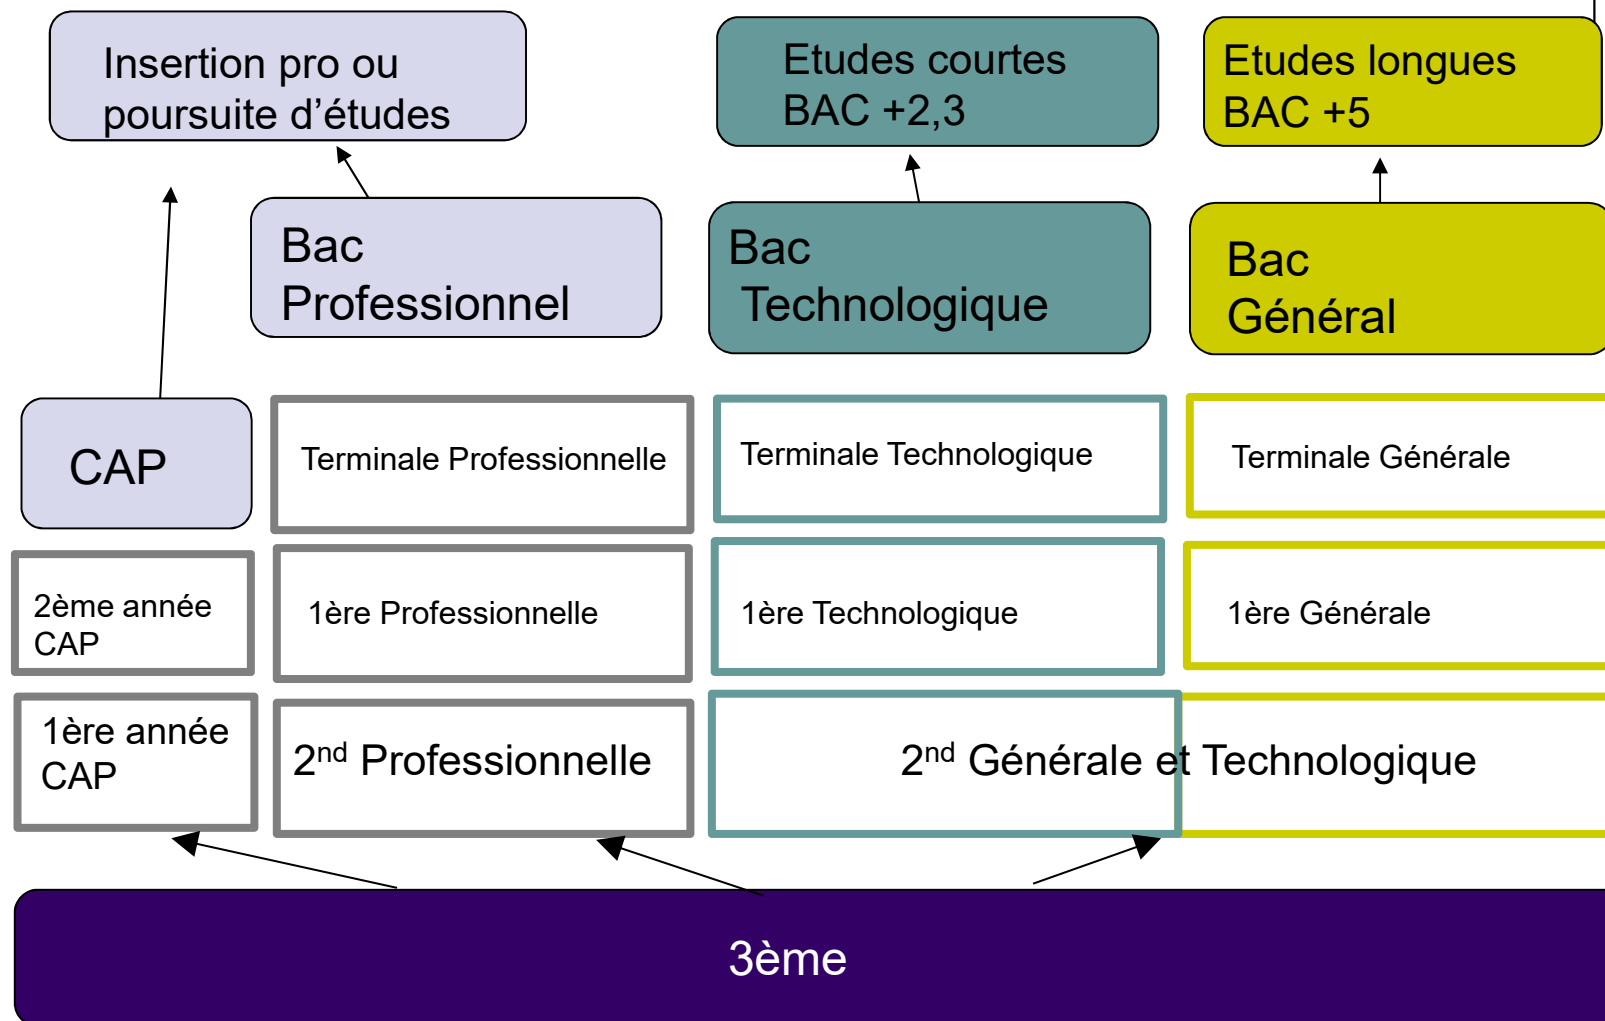 Insertion pro ou
poursuite d’études
Etudes courtes
BAC +2,3
Etudes longues
BAC +5
Bac
Professionnel
Bac
Technologique
Bac
Général
CAP
Terminale Professionnelle
Terminale Technologique
Terminale Générale
2ème année
CAP
1ère Professionnelle
1ère Technologique
1ère Générale
1ère année
CAP
2nd Professionnelle
2nd Générale et Technologique
3ème